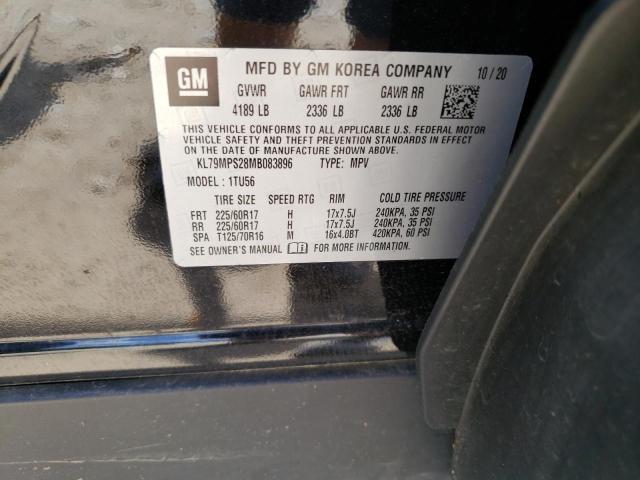 GM MFD BY GM KOREA COMPANY 10/20
GVWR GAWR FRT GAWR RR
4189 LB 2336 LB 2336 LB
THIS VEHICLE CONFORMS TO ALL APPLICABLE U.S. FEDERAL MOTOR
VEHICLE SAFETY AND THEFT PREVENTION STANDARDS IN EFFECT
ON THE DATE OF MANUFACTURE SHOWN ABOVE.
KL79MPS28MB083896 TYPE: MPV
MODEL: 1TU56
TIRE SIZE SPEED RTG RIM COLD TIRE PRESSURE
FRT 225/60R17 H 17x7.5J 240KPA, 35 PSI
RR 225/60R17 H 17x7.5J 240KPA, 35 PSI
SPA T125/70R16 M 16x4.0BT 420KPA, 60 PSI
SEE OWNER'S MANUAL FOR MORE INFORMATION.